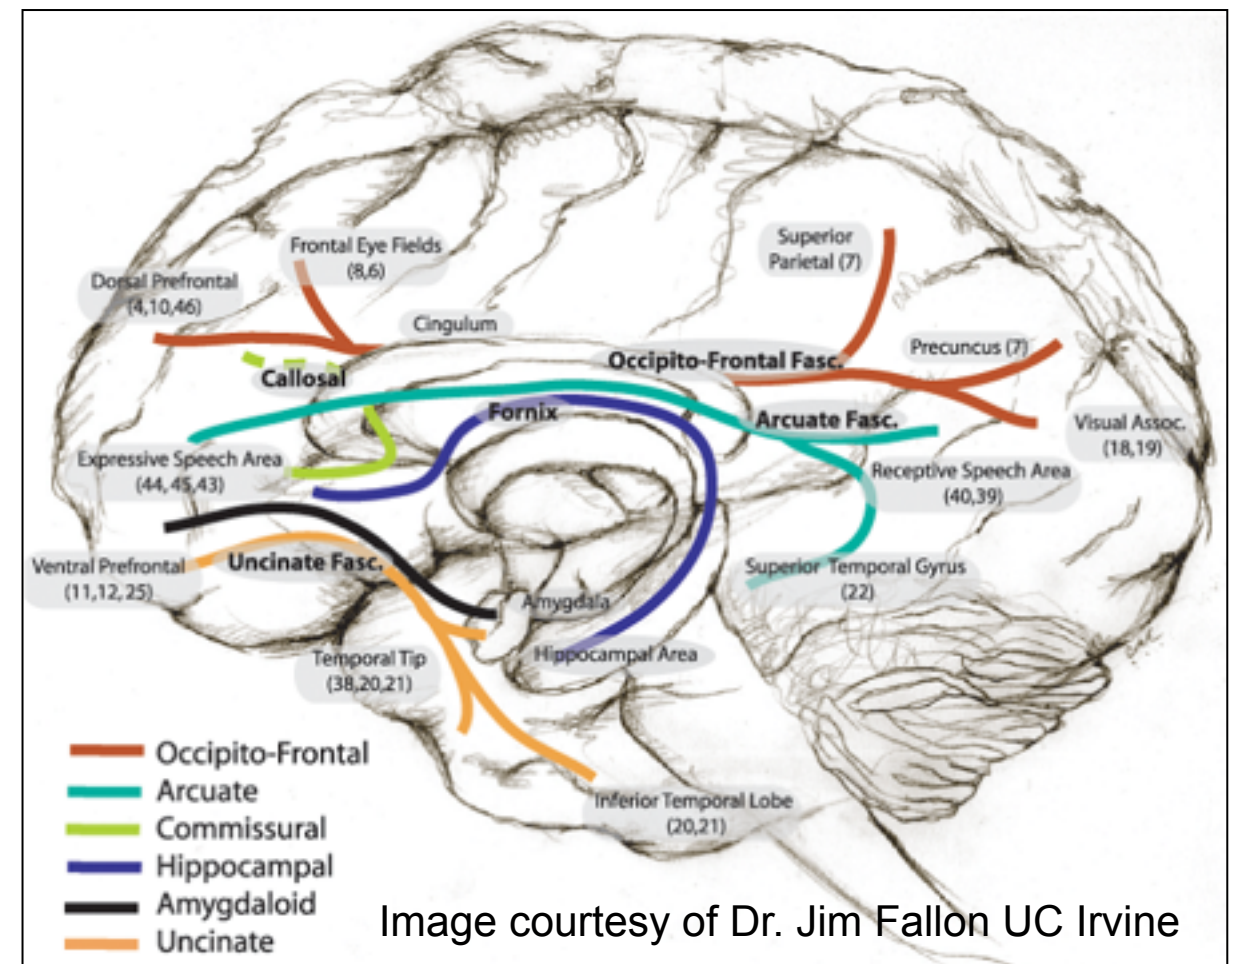 Frontal Eye Fields
(8,6)
Superior
Parietal (7)
Dorsal Prefrontal
(4,10,46)
Cingulum
Occipito-Frontal Fasc.
Precuncus (7)
Callosal
Fornix
Arcuate Fasc.
Visual Assoc.
(18,19)
Expressive Speech Area
(44,45,43)
Receptive Speech Area
(40,39)
Ventral Prefrontal
(11,12,25)
Uncinate Fasc.
Superior Temporal Gyrus
(22)
Amygdala
Hippocampal Area
Temporal Tip
(38,20,21)
Inferior Temporal Lobe
(20,21)
Occipito-Frontal
Arcuate
Commissural
Hippocampal
Amygdaloid
Uncinate
Image courtesy of Dr. Jim Fallon UC Irvine